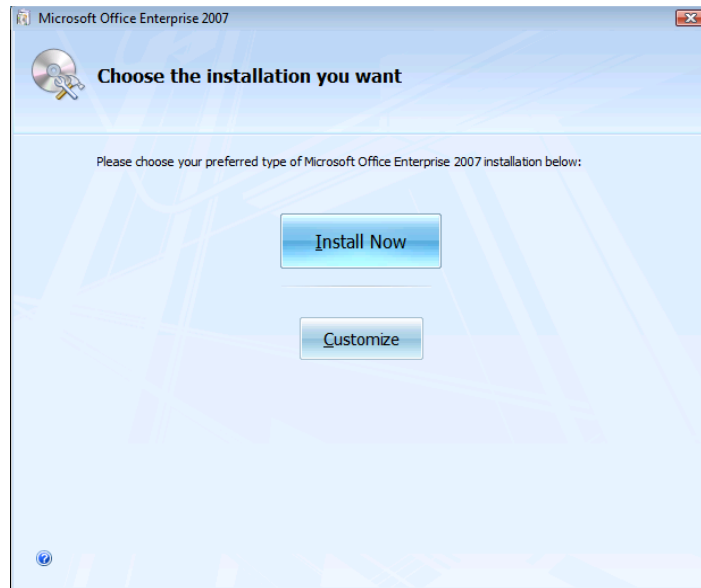 Microsoft Office Enterprise 2007
Choose the installation you want
Please choose your preferred type of Microsoft Office Enterprise 2007 installation below:
Install Now
Customize